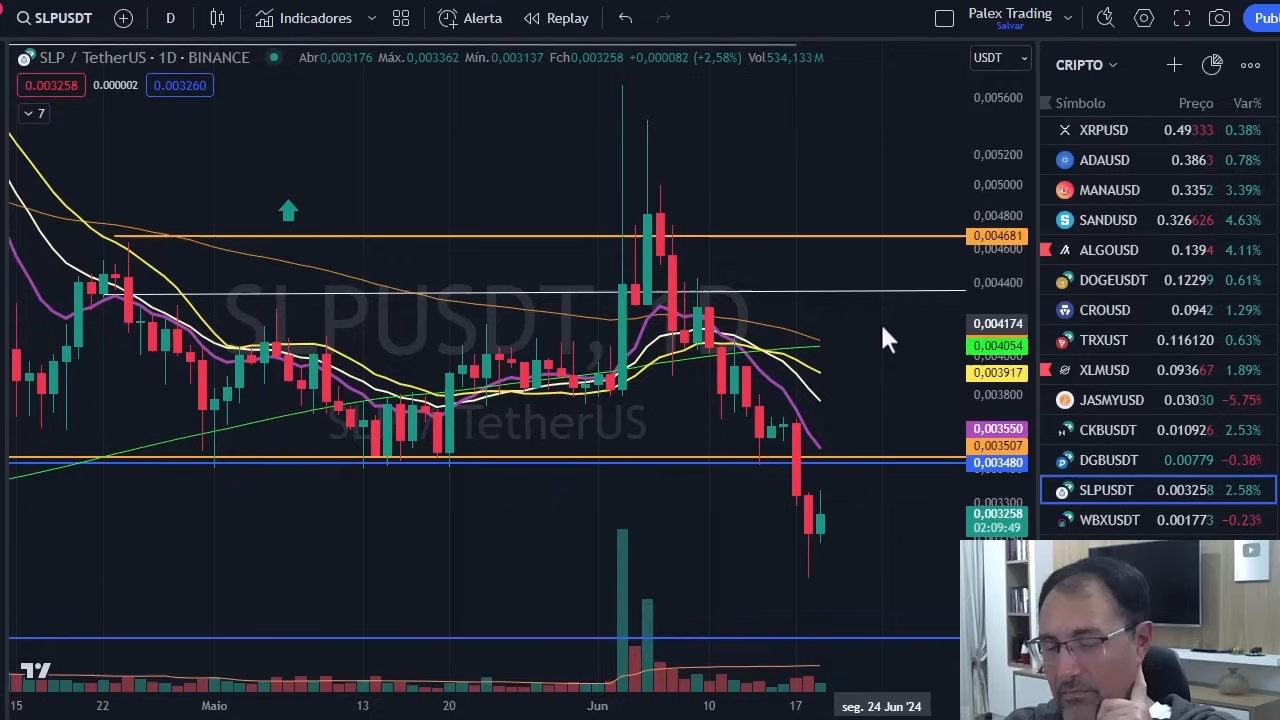 SLPUSDT
D
Indicadores
Alerta
Replay
Palex Trading
Salvar
Publ
SLP / TetherUS · 1D · BINANCE
Abr0,003176 Máx.0,003362 Mín.0,003137 Fch0,003258 +0,000082 (+2,58%) Vol534,133 M
0.003258
0.000002
0.003260
7
USDT
0,005600
0,005200
0,005000
0,004800
0,004681
0,004600
0,004400
0,004174
0,004054
0,004000
0,003917
0,003800
0,003550
0,003507
0,003480
0,003300
0,003258
02:09:49
SLPUSDT, 1D
SLP / TetherUS
15
22
Maio
13
20
Jun
10
17
seg. 24 Jun '24
CRIPTO
Símbolo Preço Var%
XRPUSD 0.49333 0.38%
ADAUSD 0.3863 0.78%
MANAUSD 0.3352 3.39%
SANDUSD 0.326626 4.63%
ALGOUSD 0.1394 4.11%
DOGEUSDT 0.12299 0.61%
CROUSD 0.0942 1.29%
TRXUST 0.116120 0.63%
XLMUSD 0.093667 1.89%
JASMYUSD 0.03030 −5.75%
CKBUSDT 0.010926 2.53%
DGBUSDT 0.00779 −0.38%
SLPUSDT 0.003258 2.58%
WBXUSDT 0.001773 −0.23%